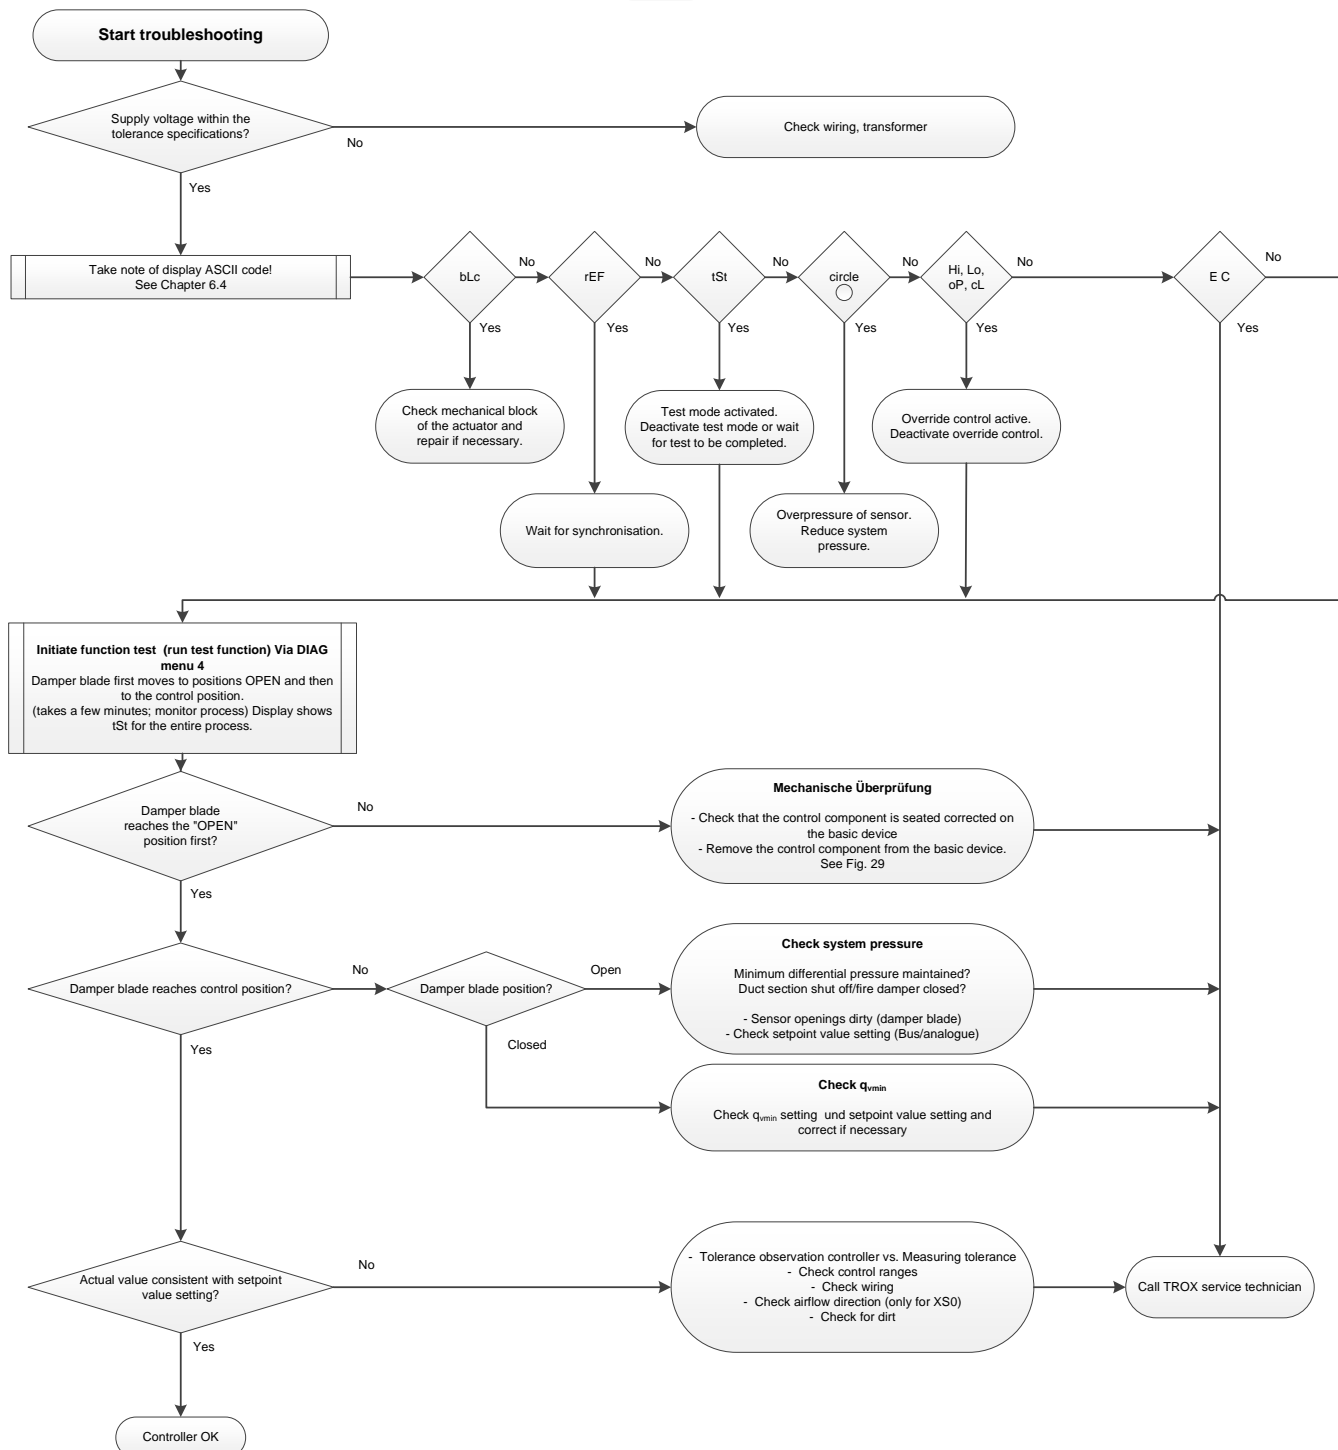 Start troubleshooting
Supply voltage within the
tolerance specifications?
No
Check wiring, transformer
Yes
Take note of display ASCII code!
See Chapter 6.4
bLc
No
rEF
No
tSt
No
circle
No
Hi, Lo,
oP, cL
No
E C
No
Yes
Yes
Yes
Yes
Yes
Yes
Check mechanical block
of the actuator and
repair if necessary.
Test mode activated.
Deactivate test mode or wait
for test to be completed.
Override control active.
Deactivate override control.
Wait for synchronisation.
Overpressure of sensor.
Reduce system
pressure.
Initiate function test  (run test function) Via DIAG
menu 4
Damper blade first moves to positions OPEN and then
to the control position.
(takes a few minutes; monitor process) Display shows
tSt for the entire process.
Damper blade
reaches the "OPEN"
position first?
No
Mechanische Überprüfung
- Check that the control component is seated corrected on
the basic device
- Remove the control component from the basic device.
See Fig. 29
Yes
Damper blade reaches control position?
No
Damper blade position?
Open
Check system pressure
Minimum differential pressure maintained?
Duct section shut off/fire damper closed?
- Sensor openings dirty (damper blade)
- Check setpoint value setting (Bus/analogue)
Yes
Closed
Check qvmin
Check qvmin setting  und setpoint value setting and
correct if necessary
Actual value consistent with setpoint
value setting?
No
-  Tolerance observation controller vs. Measuring tolerance
-  Check control ranges
-  Check wiring
-  Check airflow direction (only for XS0)
-  Check for dirt
Call TROX service technician
Yes
Controller OK